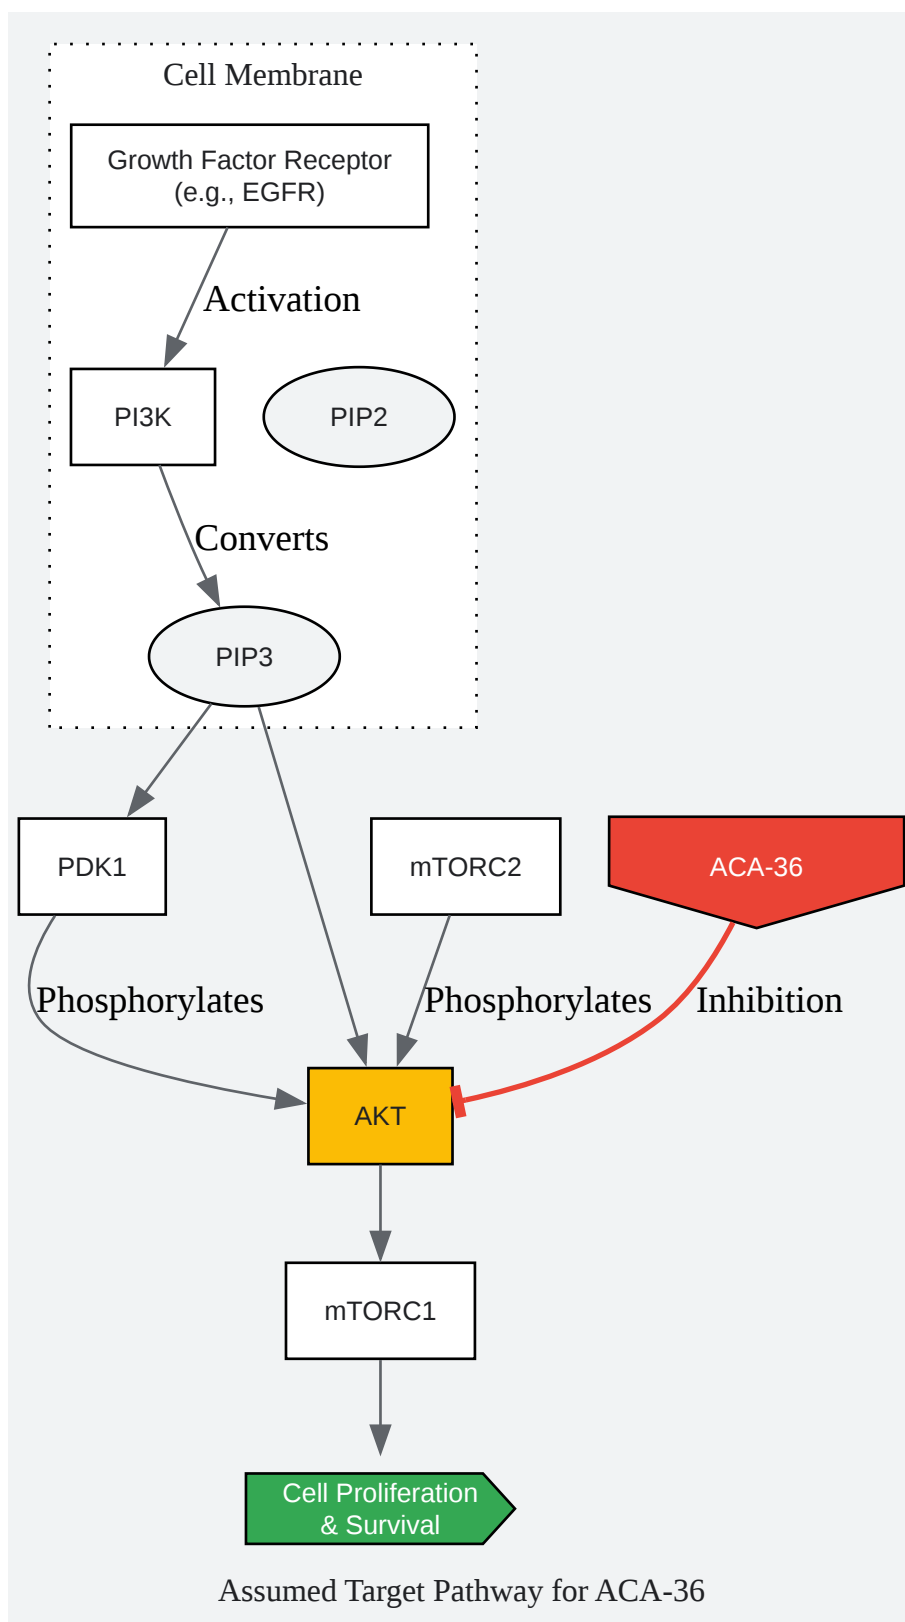 Cell Membrane
Growth Factor Receptor
(e.g., EGFR)
Activation
PI3K
PIP2
Converts
PIP3
PDK1
mTORC2
ACA-36
Phosphorylates
Phosphorylates
Inhibition
AKT
mTORC1
Cell Proliferation
& Survival
Assumed Target Pathway for ACA-36